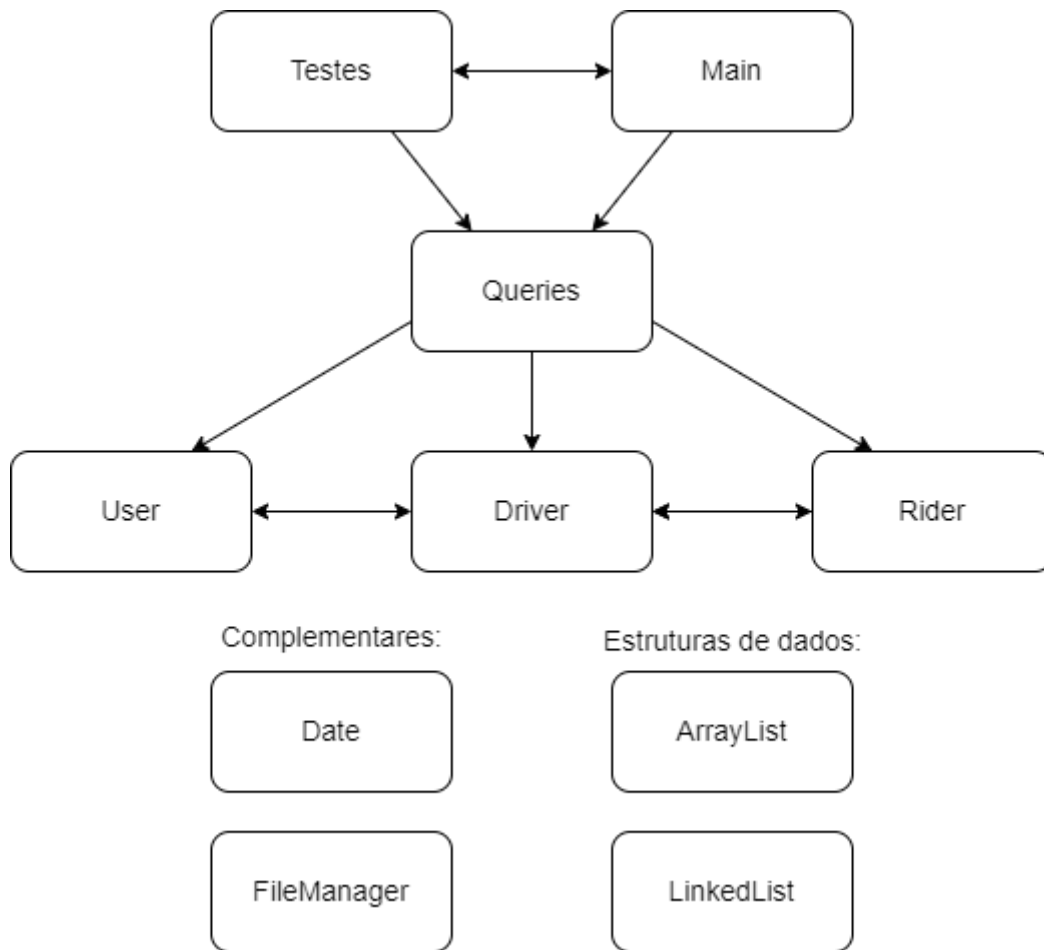 Testes
Main
Queries
User
Driver
Rider
Complementares:
Estruturas de dados:
Date
ArrayList
FileManager
LinkedList